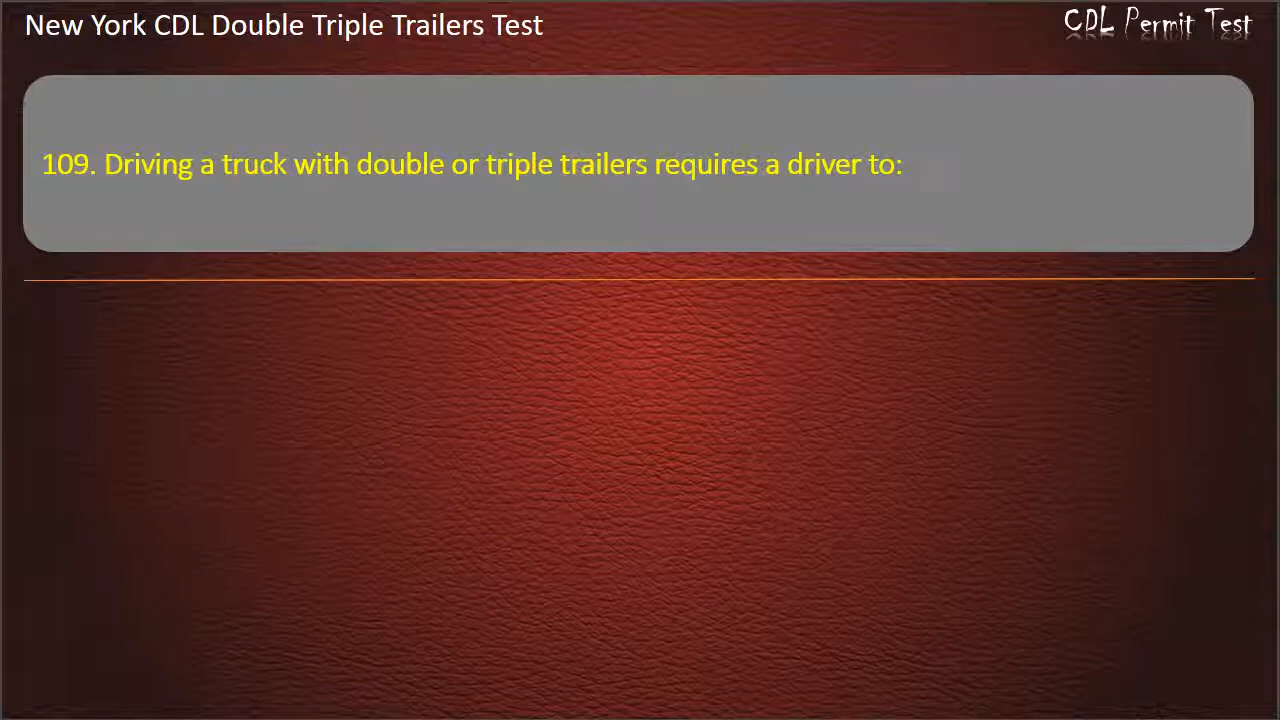 New York CDL Double Triple Trailers Test
CDL Permit Test
109. Driving a truck with double or triple trailers requires a driver to: